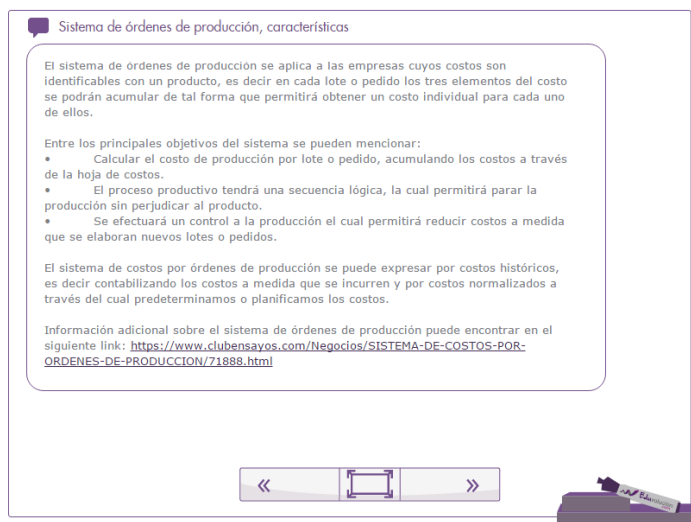 Sistema de órdenes de producción, características
El sistema de órdenes de producción se aplica a las empresas cuyos costos son
identificables con un producto, es decir en cada lote o pedido los tres elementos del costo
se podrán acumular de tal forma que permitirá obtener un costo individual para cada uno
de ellos.
Entre los principales objetivos del sistema se pueden mencionar:
• Calcular el costo de producción por lote o pedido, acumulando los costos a través
de la hoja de costos.
• El proceso productivo tendrá una secuencia lógica, la cual permitirá parar la
producción sin perjudicar al producto.
• Se efectuará un control a la producción el cual permitirá reducir costos a medida
que se elaboran nuevos lotes o pedidos.
El sistema de costos por órdenes de producción se puede expresar por costos históricos,
es decir contabilizando los costos a medida que se incurren y por costos normalizados a
través del cual predeterminamos o planificamos los costos.
Información adicional sobre el sistema de órdenes de producción puede encontrar en el
siguiente link: https://www.clubensayos.com/Negocios/SISTEMA-DE-COSTOS-POR-
ORDENES-DE-PRODUCCION/71888.html